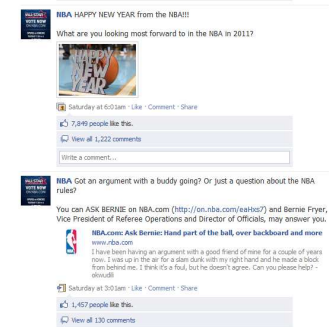 VOTE NOW
NBA HAPPY NEW YEAR from the NBA!!!
What are you looking most forward to in the NBA in 2011?
HAPPY
NEW
YEAR
Saturday at 6:01am · Like · Comment · Share
7,849 people like this.
View all 1,222 comments
Write a comment...
VOTE NOW
NBA Got an argument with a buddy going? Or just a question about the NBA
rules?
You can ASK BERNIE on NBA.com (http://on.nba.com/eaHxs7) and Bernie Fryer,
Vice President of Referee Operations and Director of Officials, may answer you.
NBA.com: Ask Bernie: Hand part of the ball, over backboard and more
www.nba.com
I have been having an argument with a good friend of mine for a couple of years
now. I was up in the air for a slam dunk with my right hand and he made a block
from behind me. I think it's a foul, but he doesn't agree. Can you please help? -
ekwudili
Saturday at 3:01am · Like · Comment · Share
1,457 people like this.
View all 130 comments